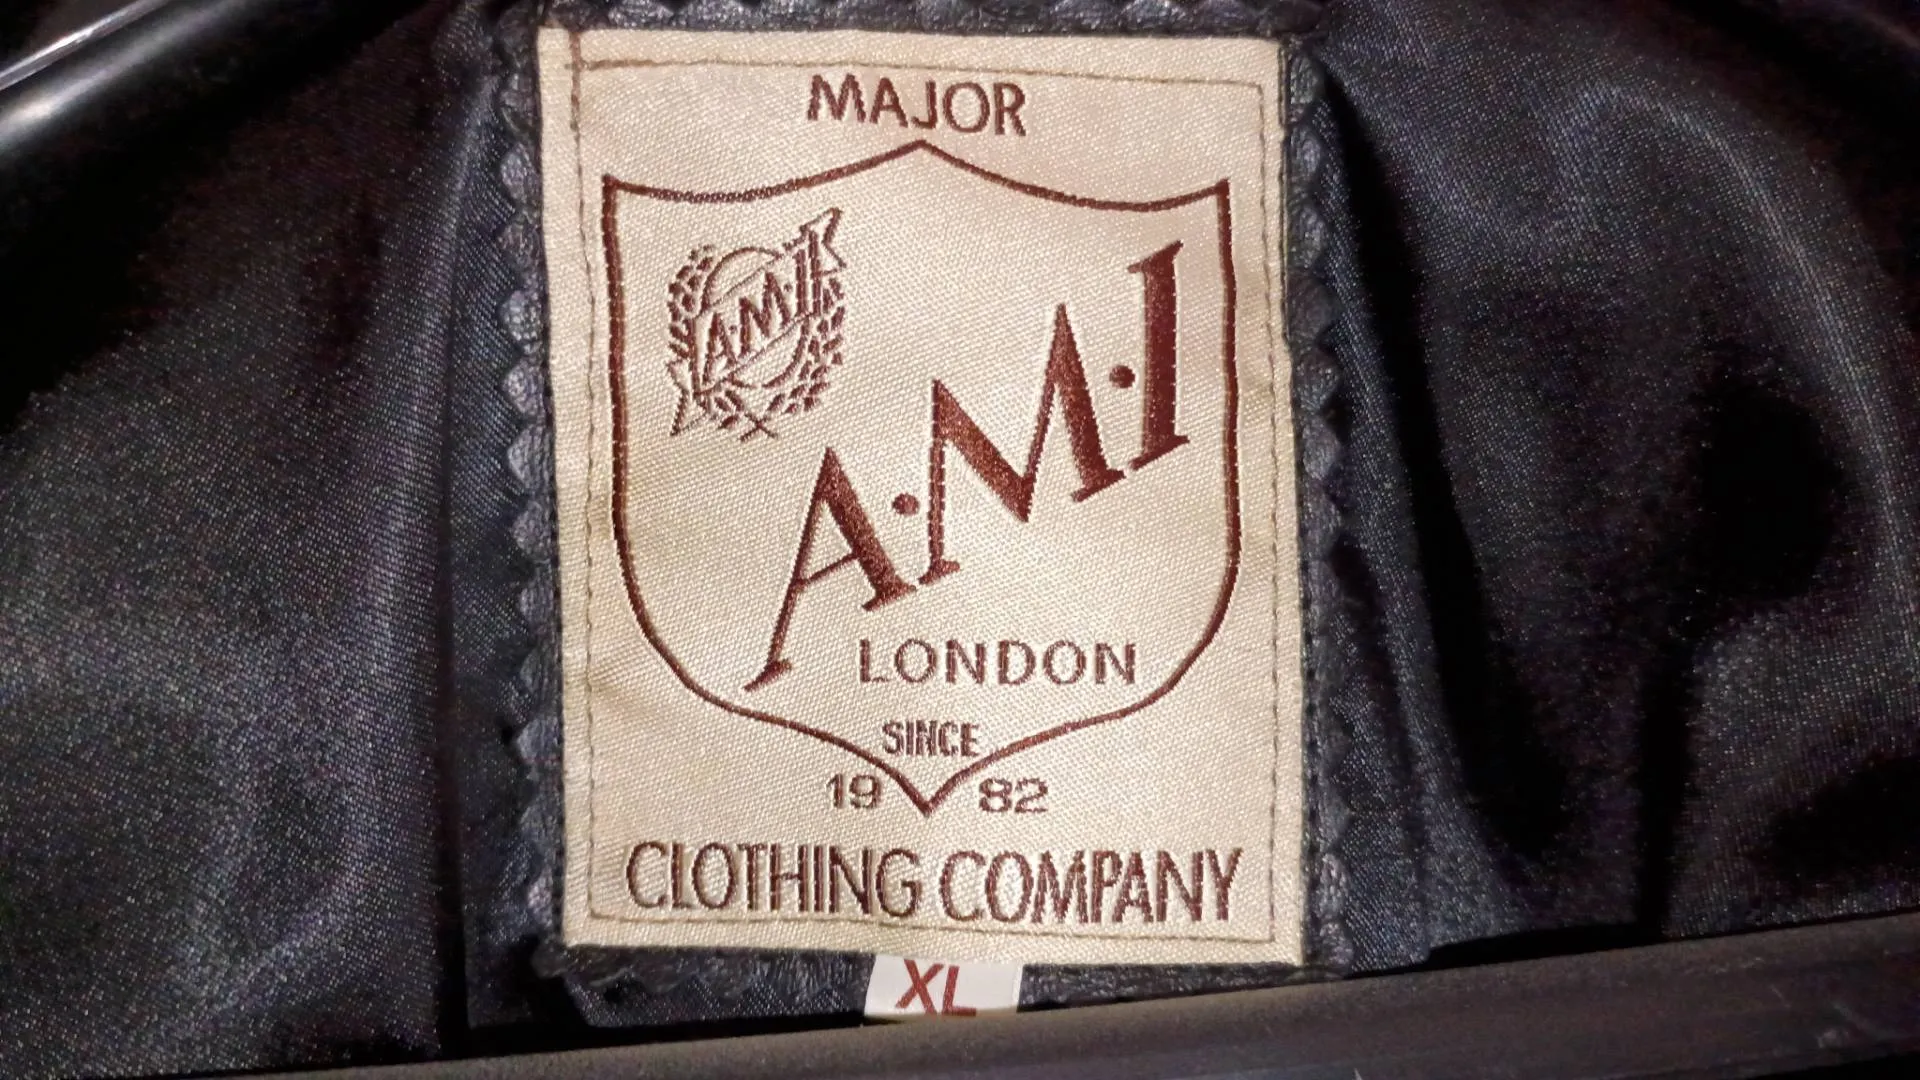 MAJOR
A·M·I
A·M·I
LONDON
SINCE
19 82
CLOTHING COMPANY
XL